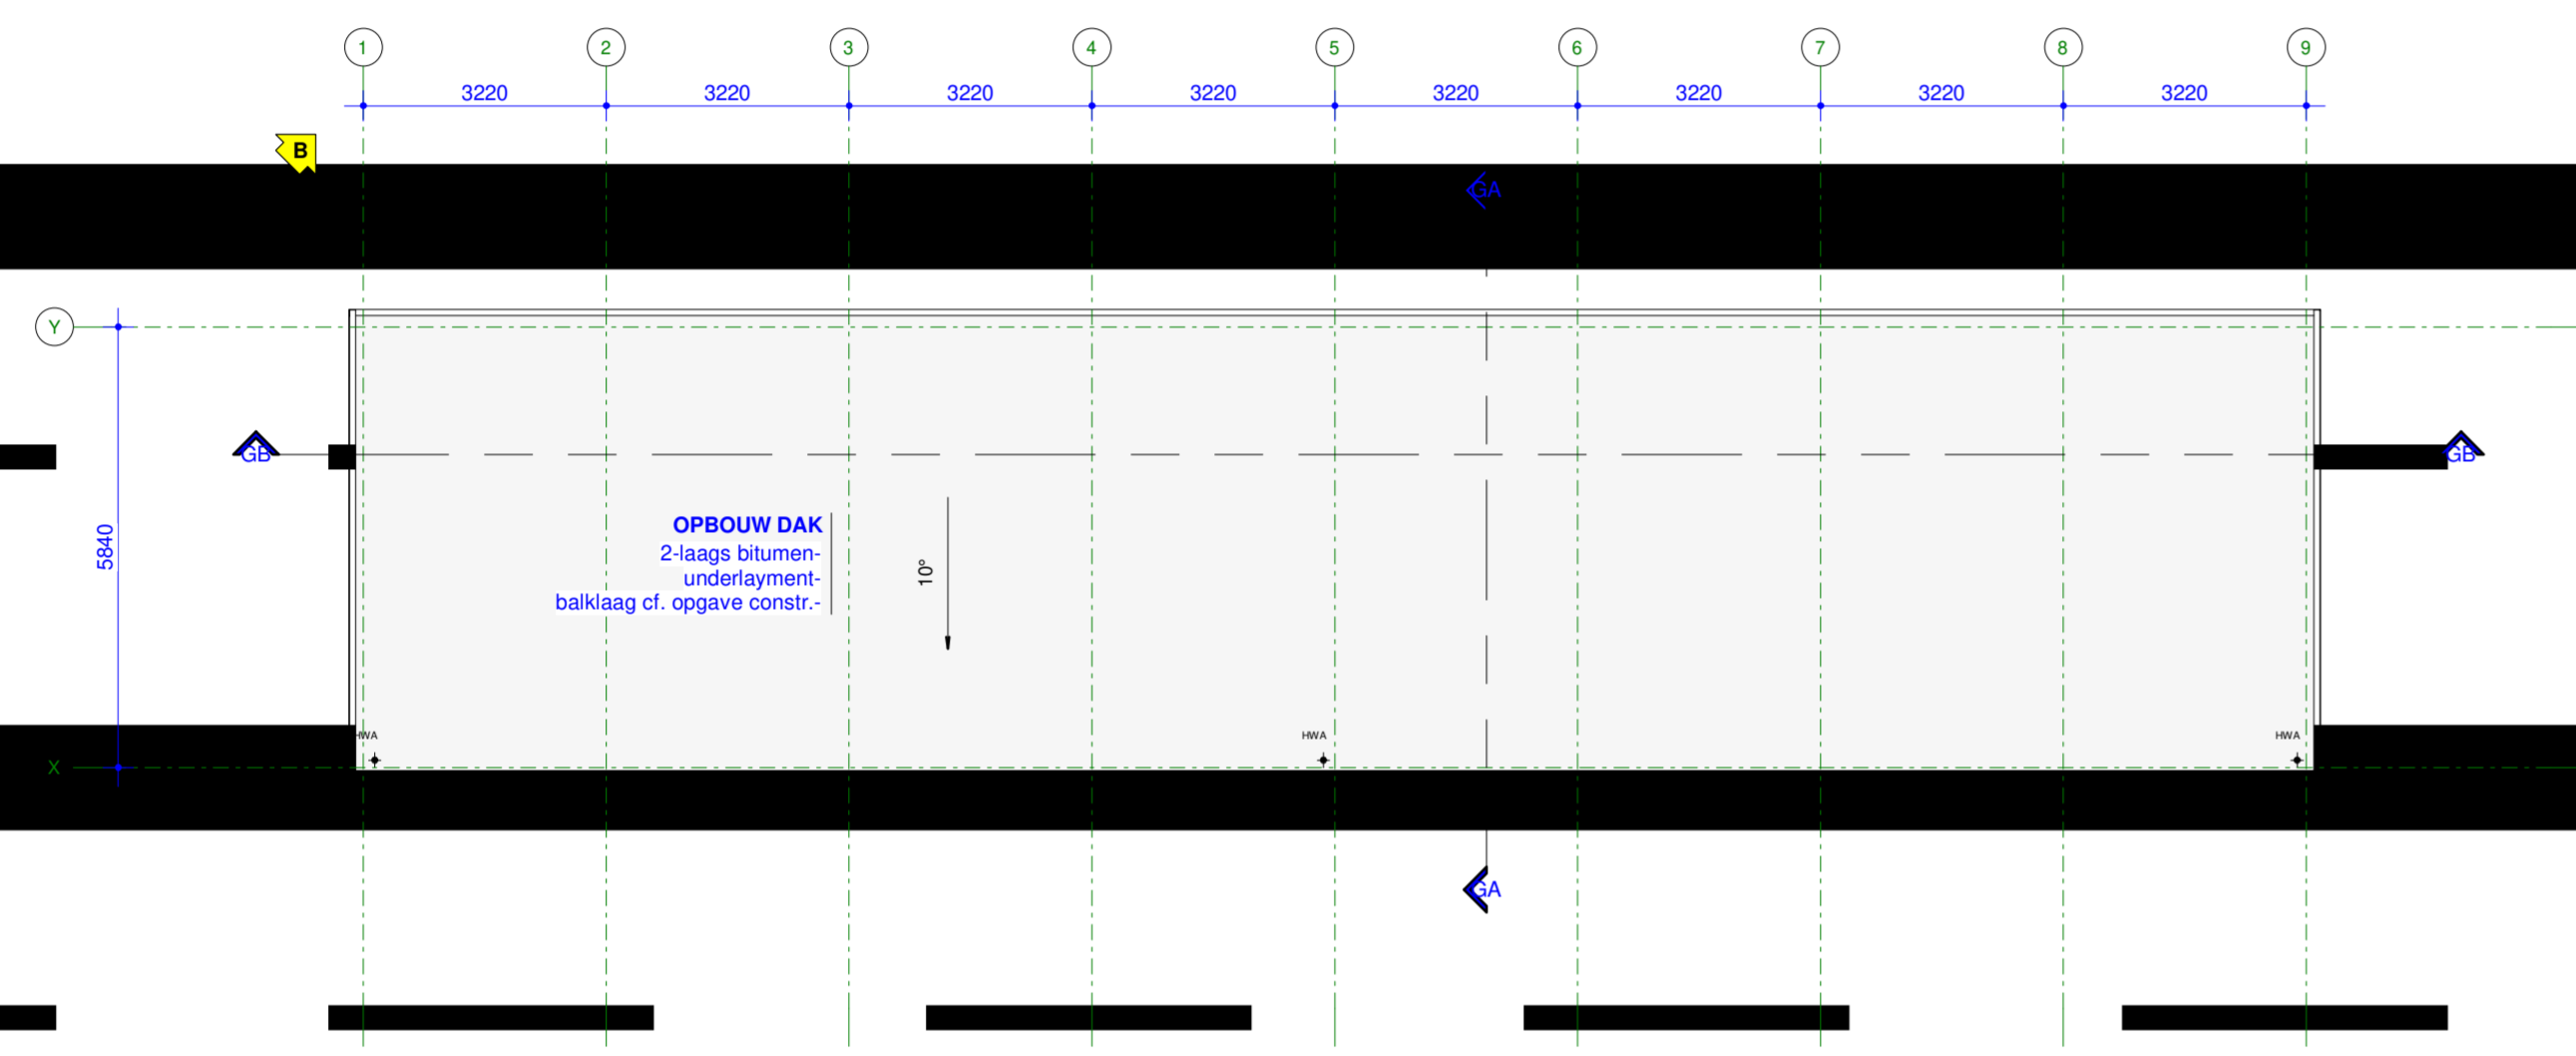 1 2 3 4 5 6 7 8 9
3220 3220 3220 3220 3220 3220 3220 3220
B
GA
Y
GB GB
5840
OPBOUW DAK
2-laags bitumen-
underlayment-
balklaag cf. opgave constr.-
10°
HWA HWA HWA
X
GA